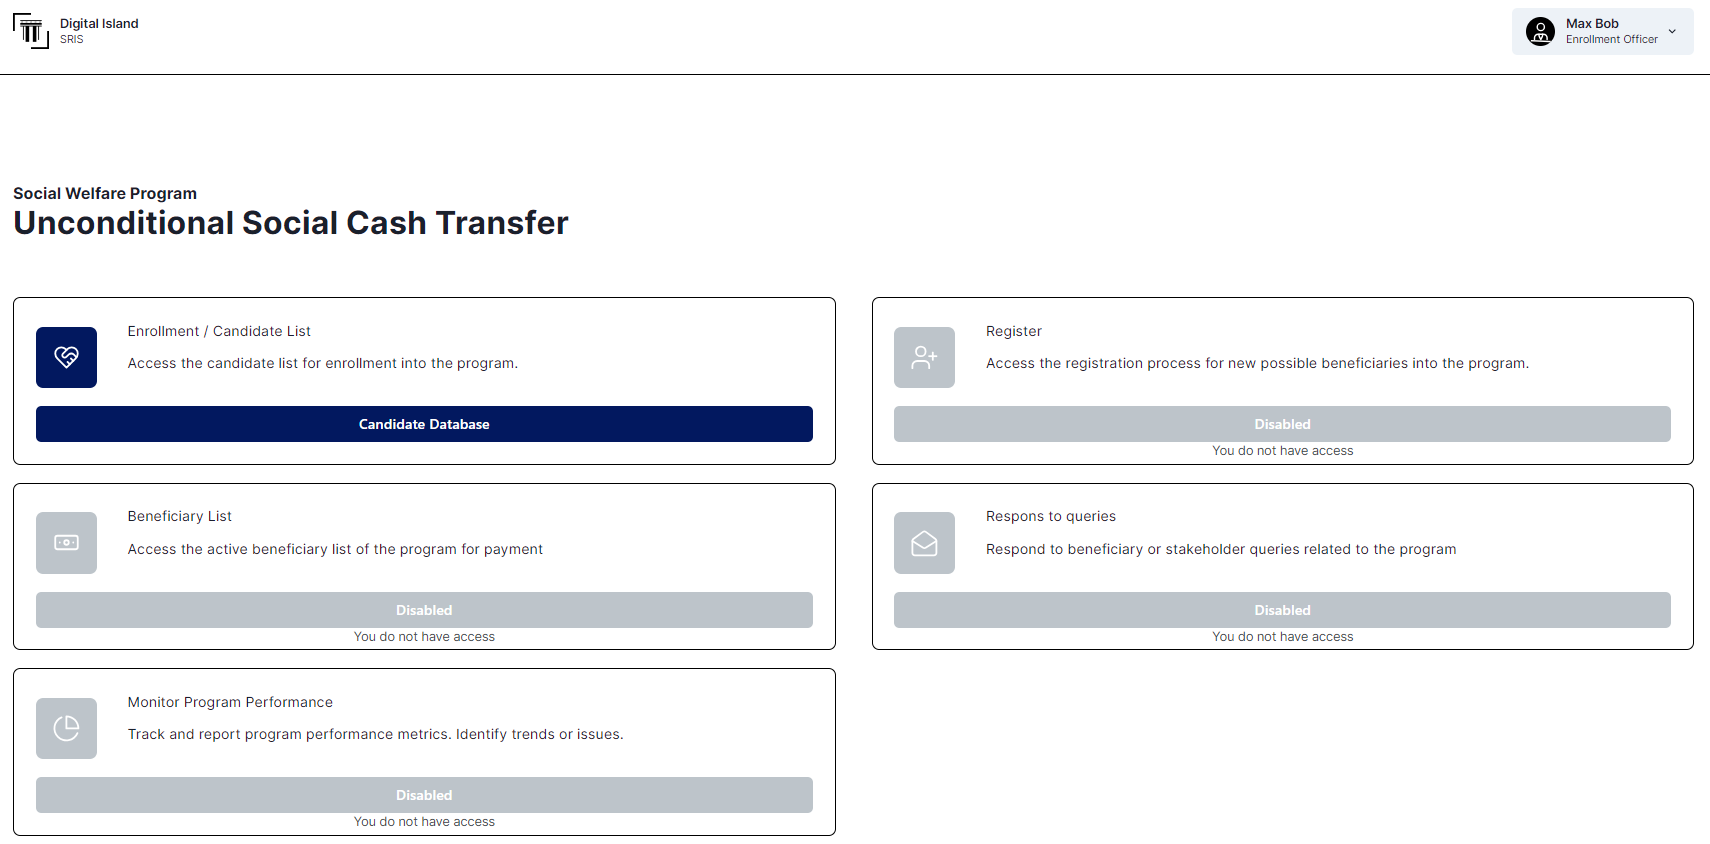 Digital Island
SRIS
Max Bob
Enrollment Officer
Social Welfare Program
Unconditional Social Cash Transfer
Enrollment / Candidate List
Access the candidate list for enrollment into the program.
Candidate Database
Register
Access the registration process for new possible beneficiaries into the program.
Disabled
You do not have access
Beneficiary List
Access the active beneficiary list of the program for payment
Disabled
You do not have access
Respons to queries
Respond to beneficiary or stakeholder queries related to the program
Disabled
You do not have access
Monitor Program Performance
Track and report program performance metrics. Identify trends or issues.
Disabled
You do not have access